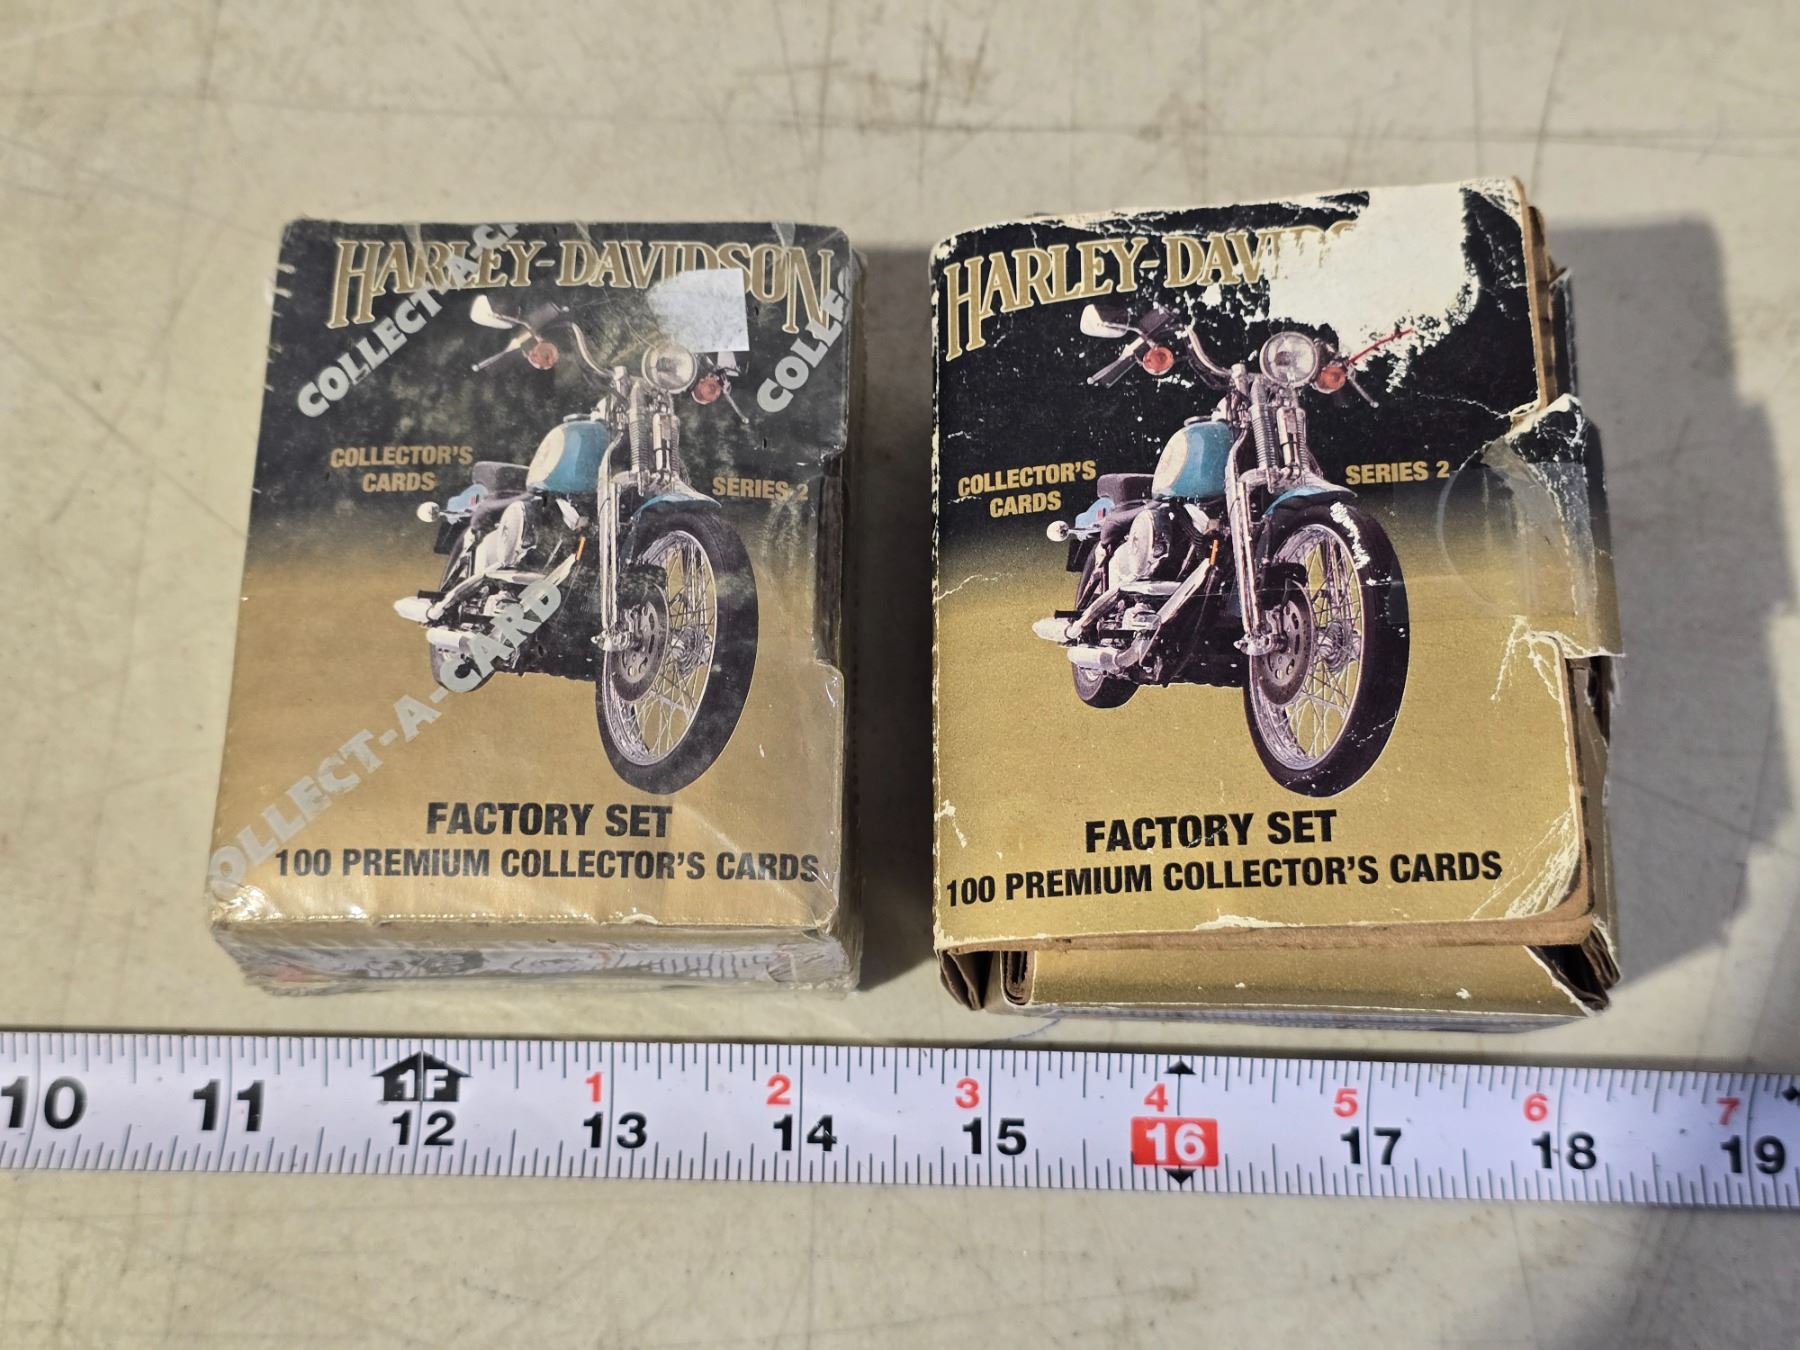 HARLEY-DAVIDSON
COLLECT-A-C
COLLE
COLLECTOR'S
CARDS
SERIES 2
COLLECT-A-CARD
FACTORY SET
100 PREMIUM COLLECTOR'S CARDS
HARLEY-DAVIDS
COLLECTOR'S
CARDS
SERIES 2
FACTORY SET
100 PREMIUM COLLECTOR'S CARDS
1F 1 2 3 4 5 6 7
10 11 12 13 14 15 16 17 18 19